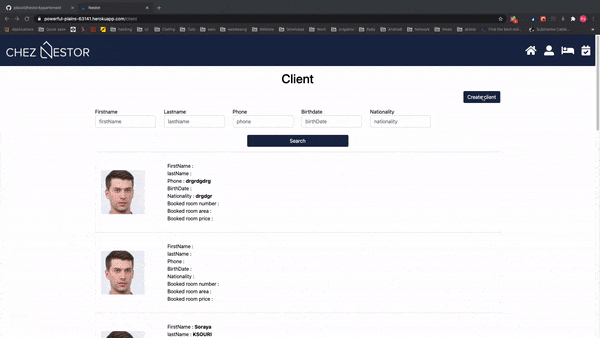 powerful-plains-63141.herokuapp.com/client
CHEZ NESTOR
Client
Create client
Firstname Lastname Phone Birthdate Nationality
firstName lastName phone birthDate nationality
Search
FirstName :
lastName :
Phone : drgrdgdrg
BirthDate :
Nationality : drgdgr
Booked room number :
Booked room area :
Booked room price :
FirstName :
lastName :
Phone :
BirthDate :
Nationality :
Booked room number :
Booked room area :
Booked room price :
FirstName : Soraya
lastName : KSOURI